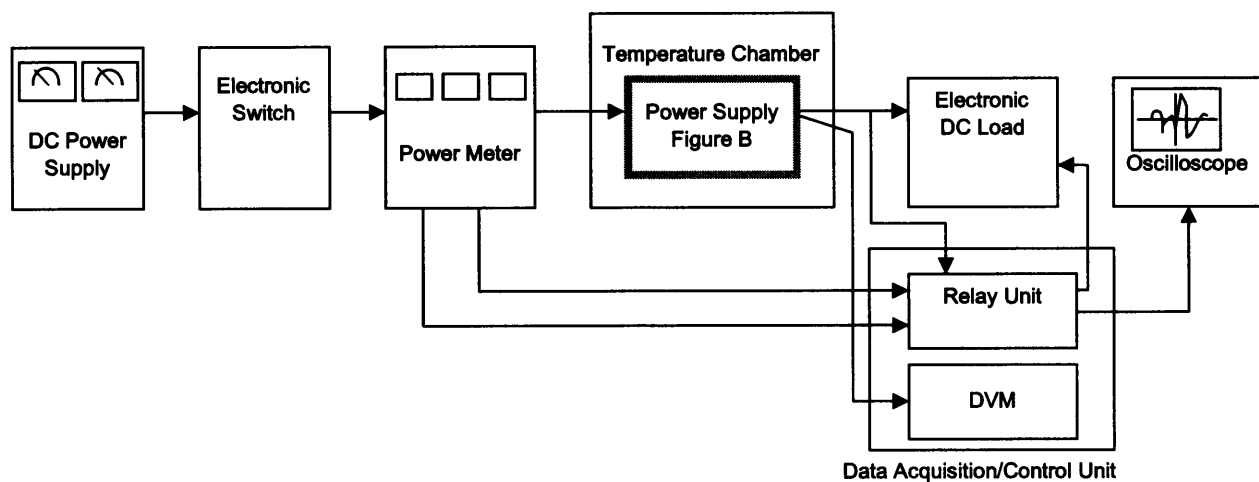 DC Power
Supply
Electronic
Switch
Power Meter
Temperature Chamber
Power Supply
Figure B
Electronic
DC Load
Oscilloscope
Relay Unit
DVM
Data Acquisition/Control Unit